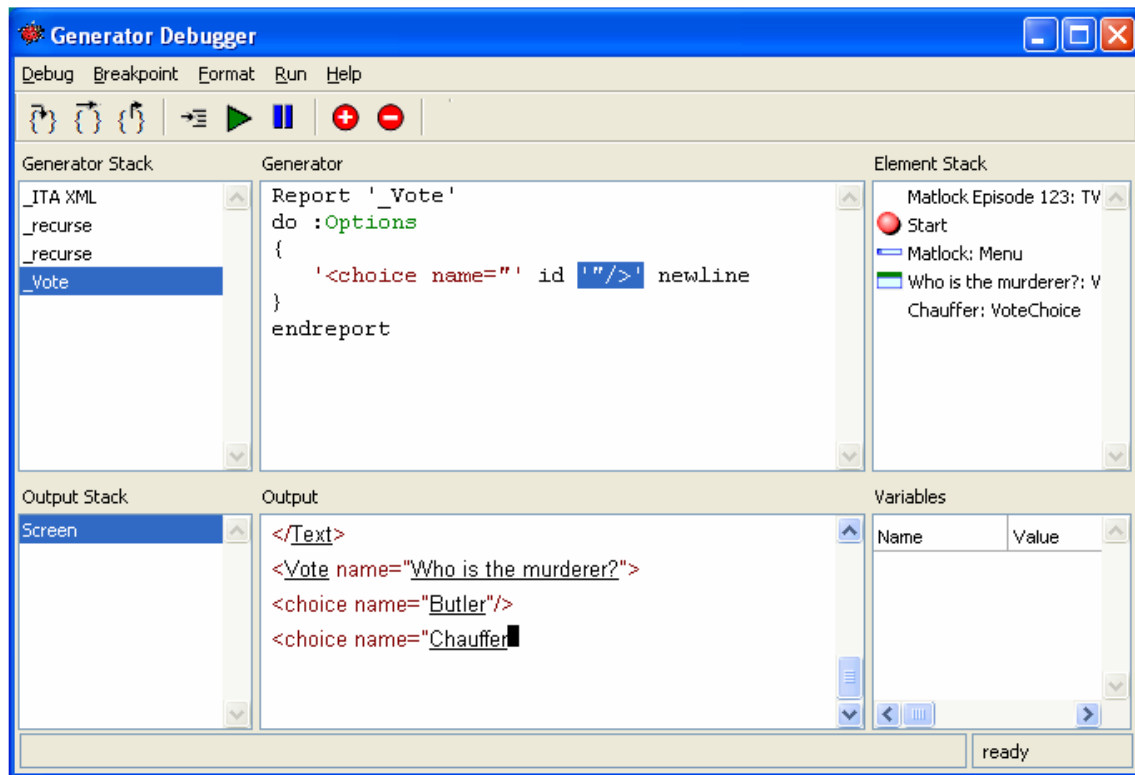 Generator Debugger
Debug Breakpoint Format Run Help
Generator Stack
_ITA XML
_recurse
_recurse
_Vote
Generator
Report '_Vote'
do :Options
{
'<choice name="' id '"/>' newline
}
endreport
Element Stack
Matlock Episode 123: TV
Start
Matlock: Menu
Who is the murderer?: V
Chauffer: VoteChoice
Output Stack
Screen
Output
</Text>
<Vote name="Who is the murderer?">
<choice name="Butler"/>
<choice name="Chauffer
Variables
Name Value
ready